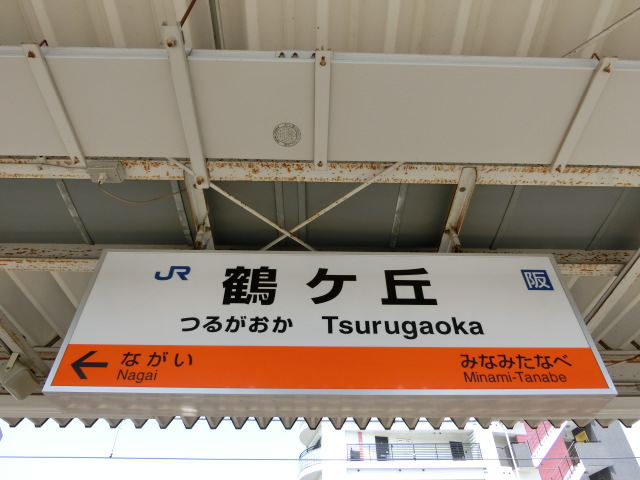 JR 鶴ケ丘 阪
つるがおか Tsurugaoka
← ながい みなみたなべ
Nagai Minami-Tanabe